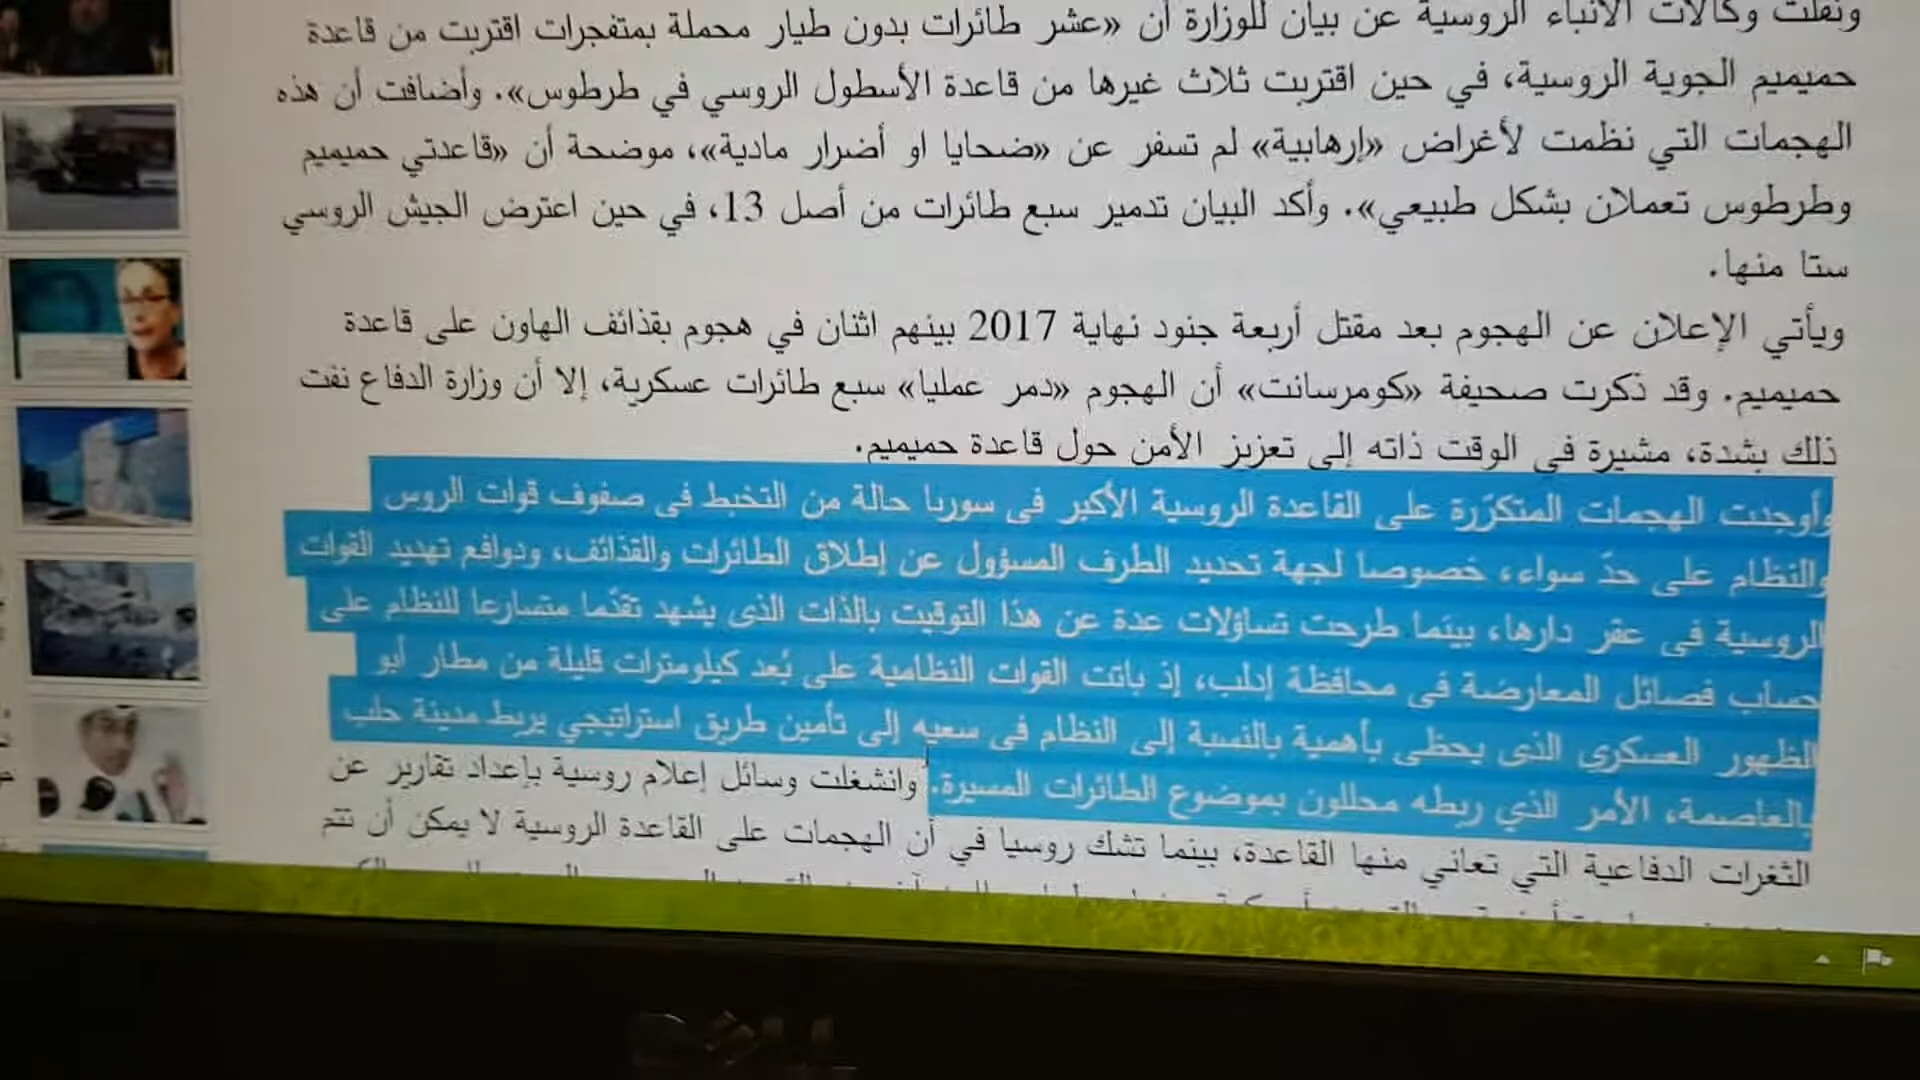 ونقلت وكالات الأنباء الروسية عن بيان للوزارة أن «عشر طائرات بدون طيار محملة بمتفجرات اقتربت من قاعدة
حميميم الجوية الروسية، في حين اقتربت ثلاث غيرها من قاعدة الأسطول الروسي في طرطوس». وأضافت أن هذه
الهجمات التي نظمت لأغراض «إرهابية» لم تسفر عن «ضحايا او أضرار مادية»، موضحة أن «قاعدتي حميميم
وطرطوس تعملان بشكل طبيعي». وأكد البيان تدمير سبع طائرات من أصل 13، في حين اعترض الجيش الروسي
ستا منها.
ويأتي الإعلان عن الهجوم بعد مقتل أربعة جنود نهاية 2017 بينهم اثنان في هجوم بقذائف الهاون على قاعدة
حميميم. وقد ذكرت صحيفة «كومرسانت» أن الهجوم «دمر عمليا» سبع طائرات عسكرية، إلا أن وزارة الدفاع نفت
ذلك بشدة، مشيرة في الوقت ذاته إلى تعزيز الأمن حول قاعدة حميميم.
وأوجدت الهجمات المتكرّرة على القاعدة الروسية الأكبر في سوريا حالة من التخبط في صفوف قوات الروس
والنظام على حدّ سواء، خصوصا لجهة تحديد الطرف المسؤول عن إطلاق الطائرات والقذائف، ودوافع تهديد القوات
الروسية في عقر دارها، بينما طرحت تساؤلات عدة عن هذا التوقيت بالذات الذي يشهد تقدّما متسارعا للنظام على
حساب فصائل المعارضة في محافظة إدلب، إذ باتت القوات النظامية على بُعد كيلومترات قليلة من مطار أبو
الظهور العسكري الذي يحظى بأهمية بالنسبة إلى النظام في سعيه إلى تأمين طريق استراتيجي يربط مدينة حلب
بالعاصمة، الأمر الذي ربطه محللون بموضوع الطائرات المسيرة. وانشغلت وسائل إعلام روسية بإعداد تقارير عن
الثغرات الدفاعية التي تعاني منها القاعدة، بينما تشك روسيا في أن الهجمات على القاعدة الروسية لا يمكن أن تتم